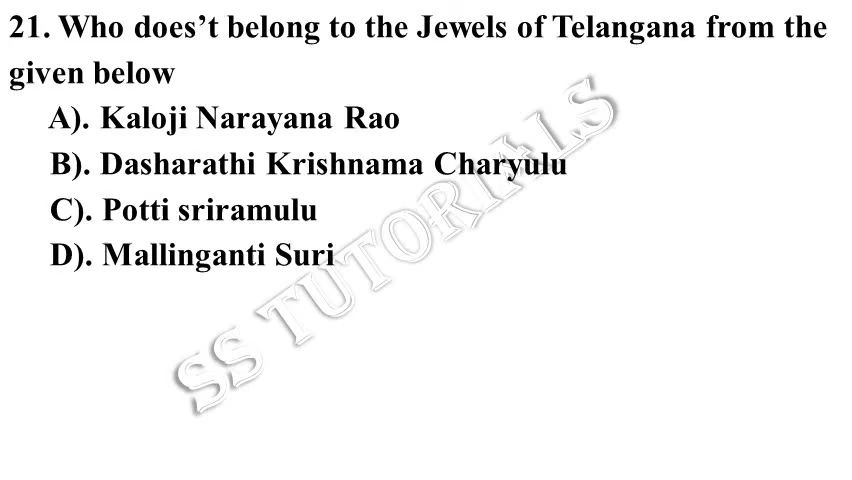 21. Who does’t belong to the Jewels of Telangana from the
given below
A). Kaloji Narayana Rao
B). Dasharathi Krishnama Charyulu
C). Potti sriramulu
D). Mallinganti Suri
SS TUTORIALS